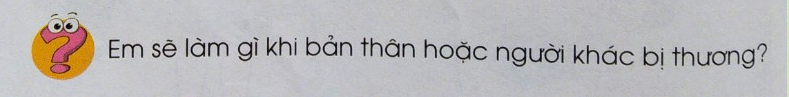 Em sẽ làm gì khi bản thân hoặc người khác bị thương?